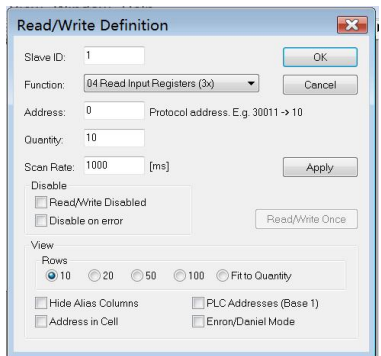 Read/Write Definition
Slave ID: 1 OK
Function: 04 Read Input Registers (3x) Cancel
Address: 0 Protocol address. E.g. 30011 -> 10
Quantity: 10
Scan Rate: 1000 [ms] Apply
Disable
Read/Write Disabled
Disable on error Read/Write Once
View
Rows
10 20 50 100 Fit to Quantity
Hide Alias Columns PLC Addresses (Base 1)
Address in Cell Enron/Daniel Mode